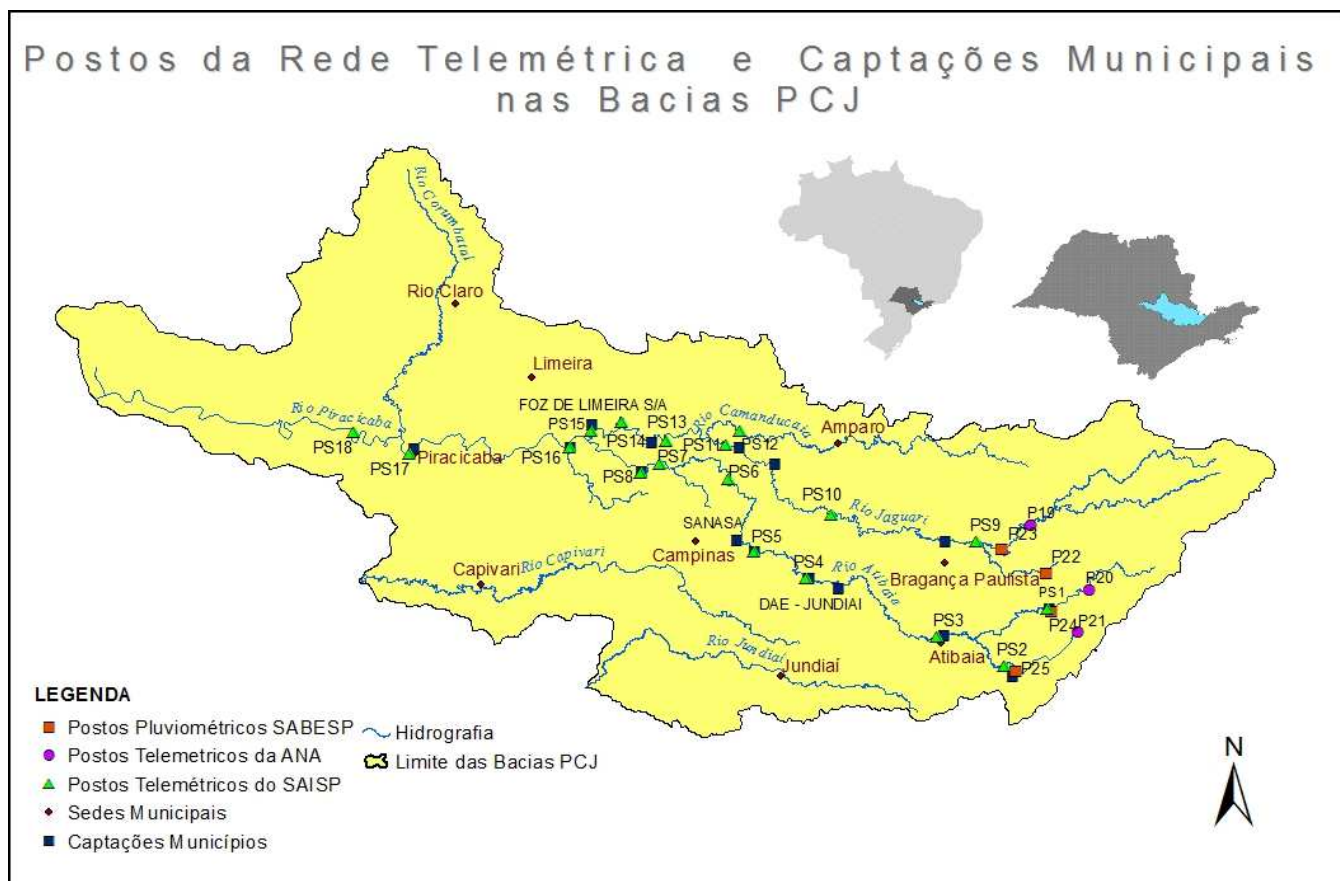 Postos da Rede Telemétrica e Captações Municipais
nas Bacias PCJ
Rio Corumbataí
Rio Claro
Limeira
Rio Piracicaba
FOZ DE LIMEIRA S/A
PS15
PS13
PS14
Rio Camanducaia
PS11
PS12
Amparo
PS18
PS17
Piracicaba
PS16
PS8
PS7
PS6
PS10
Rio Jaguari
PS9
P19
P23
SANASA
Campinas
PS5
PS4
Rio Atibaia
Bragança Paulista
P22
P20
PS1
Capivari
Rio Capivari
DAE - JUNDIAI
PS3
Atibaia
P24
P21
PS2
P25
Rio Jundiaí
Jundiaí
LEGENDA
Postos Pluviométricos SABESP
Postos Telemetricos da ANA
Postos Telemétricos do SAISP
Sedes Municipais
Captações Municípios
Hidrografia
Limite das Bacias PCJ
N